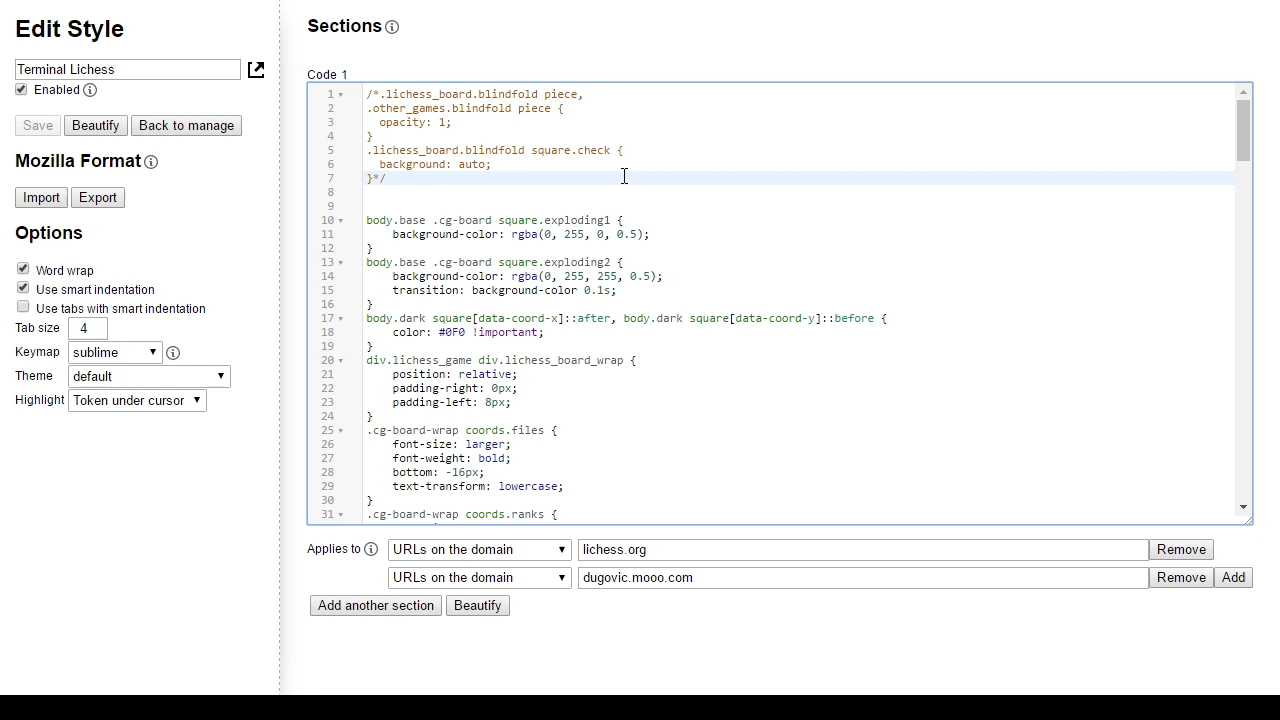 Edit Style
Terminal Lichess
Enabled
Save Beautify Back to manage
Mozilla Format
Import Export
Options
Word wrap
Use smart indentation
Use tabs with smart indentation
Tab size 4
Keymap sublime
Theme default
Highlight Token under cursor
Sections
Code 1
1 /*.lichess_board.blindfold piece,
2 .other_games.blindfold piece {
3   opacity: 1;
4 }
5 .lichess_board.blindfold square.check {
6   background: auto;
7 }*/
8
9
10 body.base .cg-board square.exploding1 {
11     background-color: rgba(0, 255, 0, 0.5);
12 }
13 body.base .cg-board square.exploding2 {
14     background-color: rgba(0, 255, 255, 0.5);
15     transition: background-color 0.1s;
16 }
17 body.dark square[data-coord-x]::after, body.dark square[data-coord-y]::before {
18     color: #0F0 !important;
19 }
20 div.lichess_game div.lichess_board_wrap {
21     position: relative;
22     padding-right: 0px;
23     padding-left: 8px;
24 }
25 .cg-board-wrap coords.files {
26     font-size: larger;
27     font-weight: bold;
28     bottom: -16px;
29     text-transform: lowercase;
30 }
31 .cg-board-wrap coords.ranks {
Applies to URLs on the domain lichess.org Remove
URLs on the domain dugovic.mooo.com Remove Add
Add another section Beautify